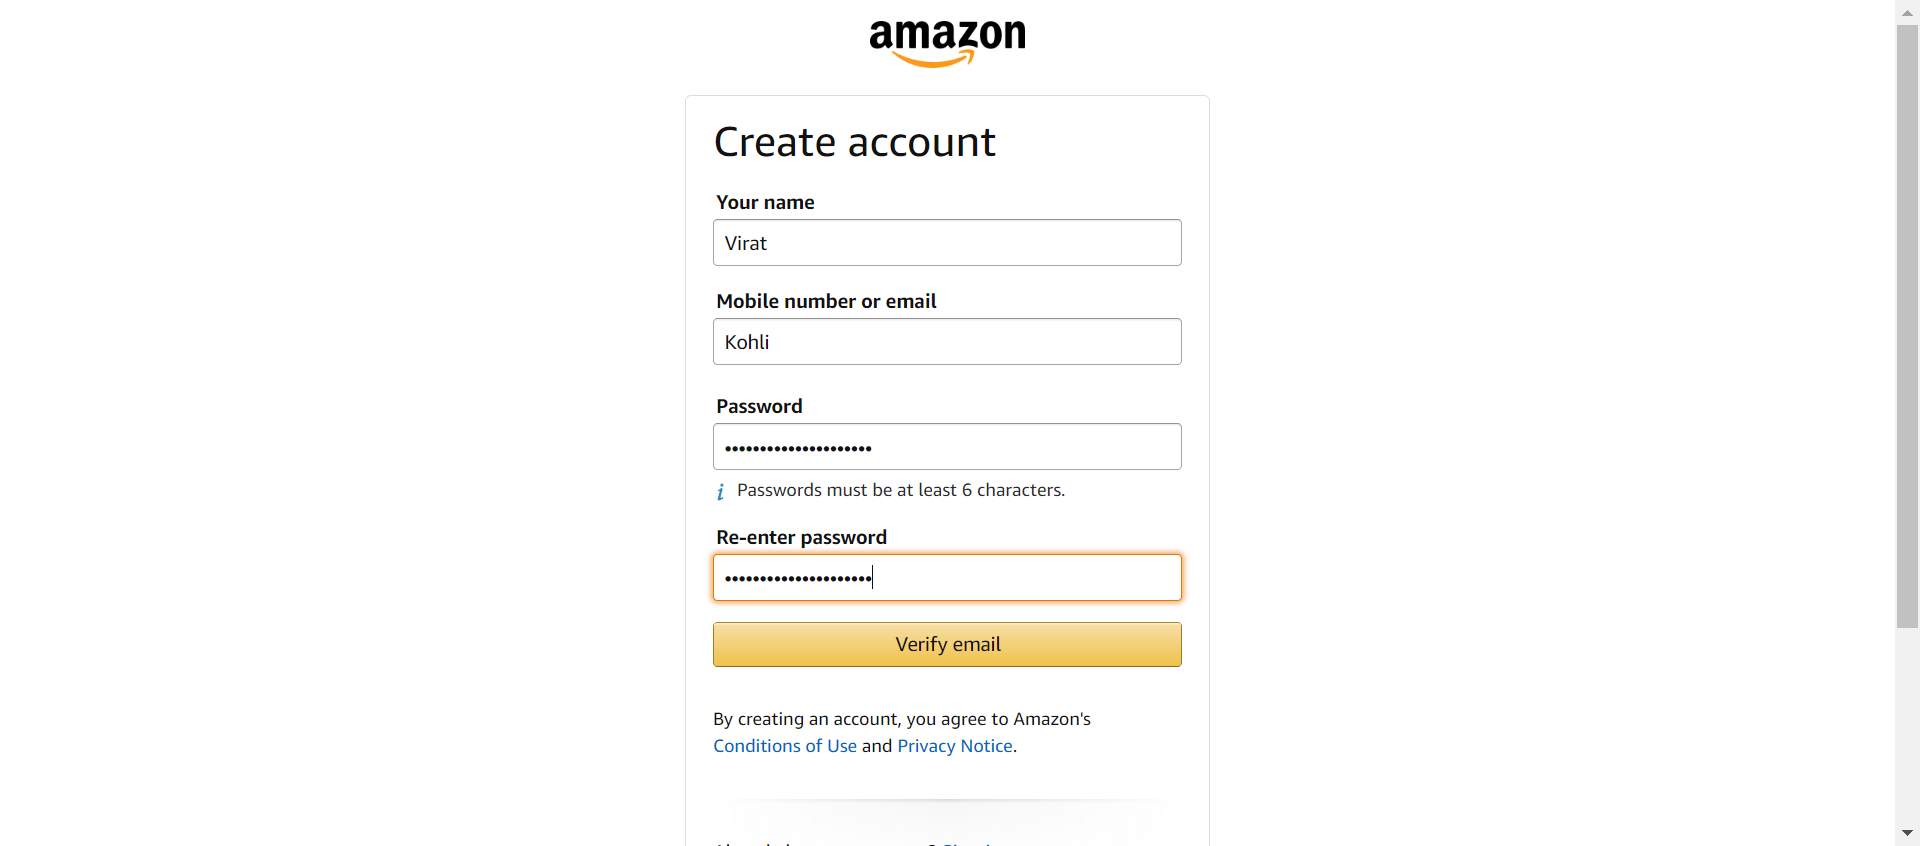 amazon
Create account
Your name
Virat
Mobile number or email
Kohli
Password
•••••••••••••••••••••
i Passwords must be at least 6 characters.
Re-enter password
•••••••••••••••••••••
Verify email
By creating an account, you agree to Amazon's
Conditions of Use and Privacy Notice.